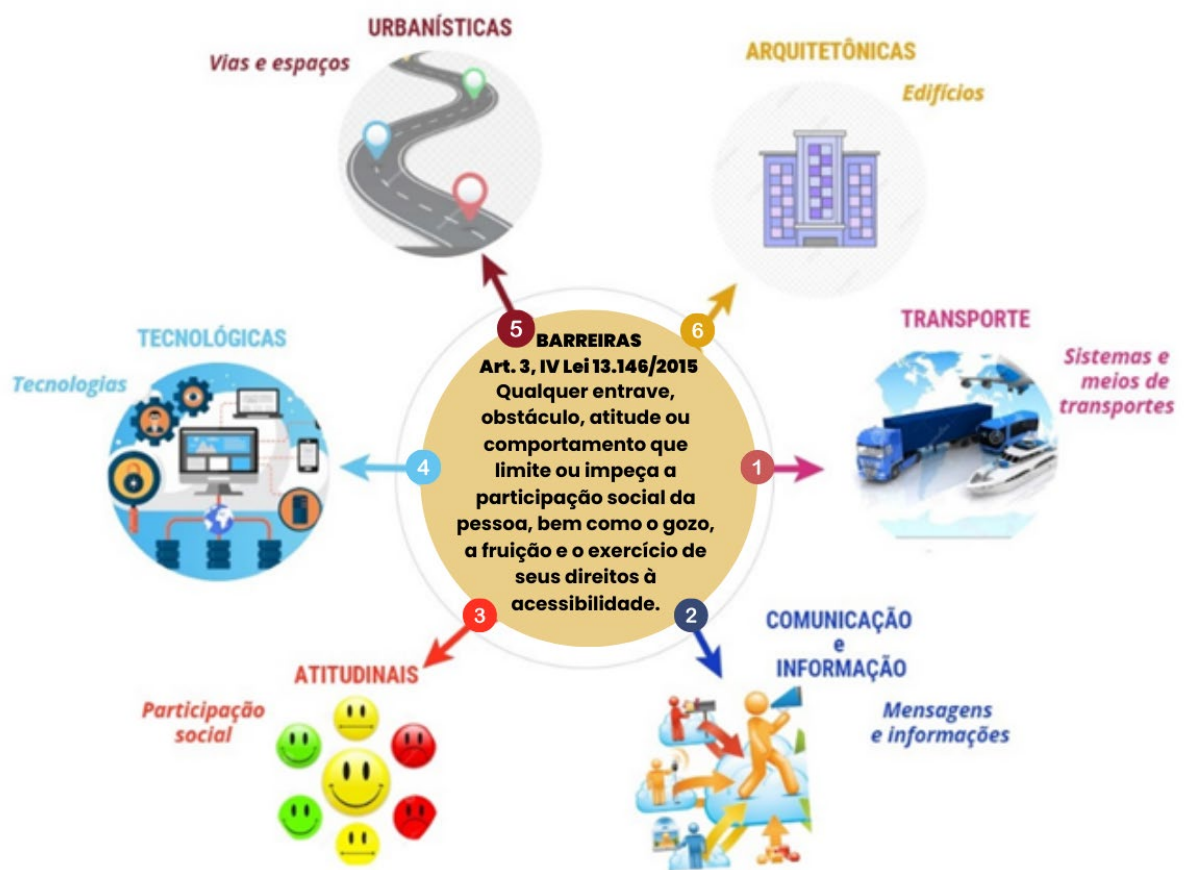 URBANÍSTICAS
Vias e espaços
ARQUITETÔNICAS
Edifícios
TECNOLÓGICAS
Tecnologias
TRANSPORTE
Sistemas e
meios de
transportes
5
6
4
1
3
2
BARREIRAS
Art. 3, IV Lei 13.146/2015
Qualquer entrave,
obstáculo, atitude ou
comportamento que
limite ou impeça a
participação social da
pessoa, bem como o gozo,
a fruição e o exercício de
seus direitos à
acessibilidade.
ATITUDINAIS
Participação
social
COMUNICAÇÃO
e
INFORMAÇÃO
Mensagens
e informações